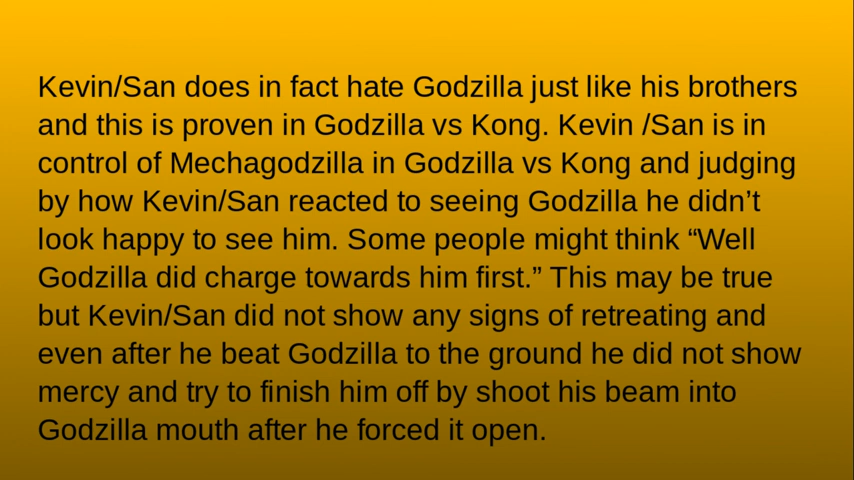 Kevin/San does in fact hate Godzilla just like his brothers
and this is proven in Godzilla vs Kong. Kevin /San is in
control of Mechagodzilla in Godzilla vs Kong and judging
by how Kevin/San reacted to seeing Godzilla he didn’t
look happy to see him. Some people might think “Well
Godzilla did charge towards him first.” This may be true
but Kevin/San did not show any signs of retreating and
even after he beat Godzilla to the ground he did not show
mercy and try to finish him off by shoot his beam into
Godzilla mouth after he forced it open.